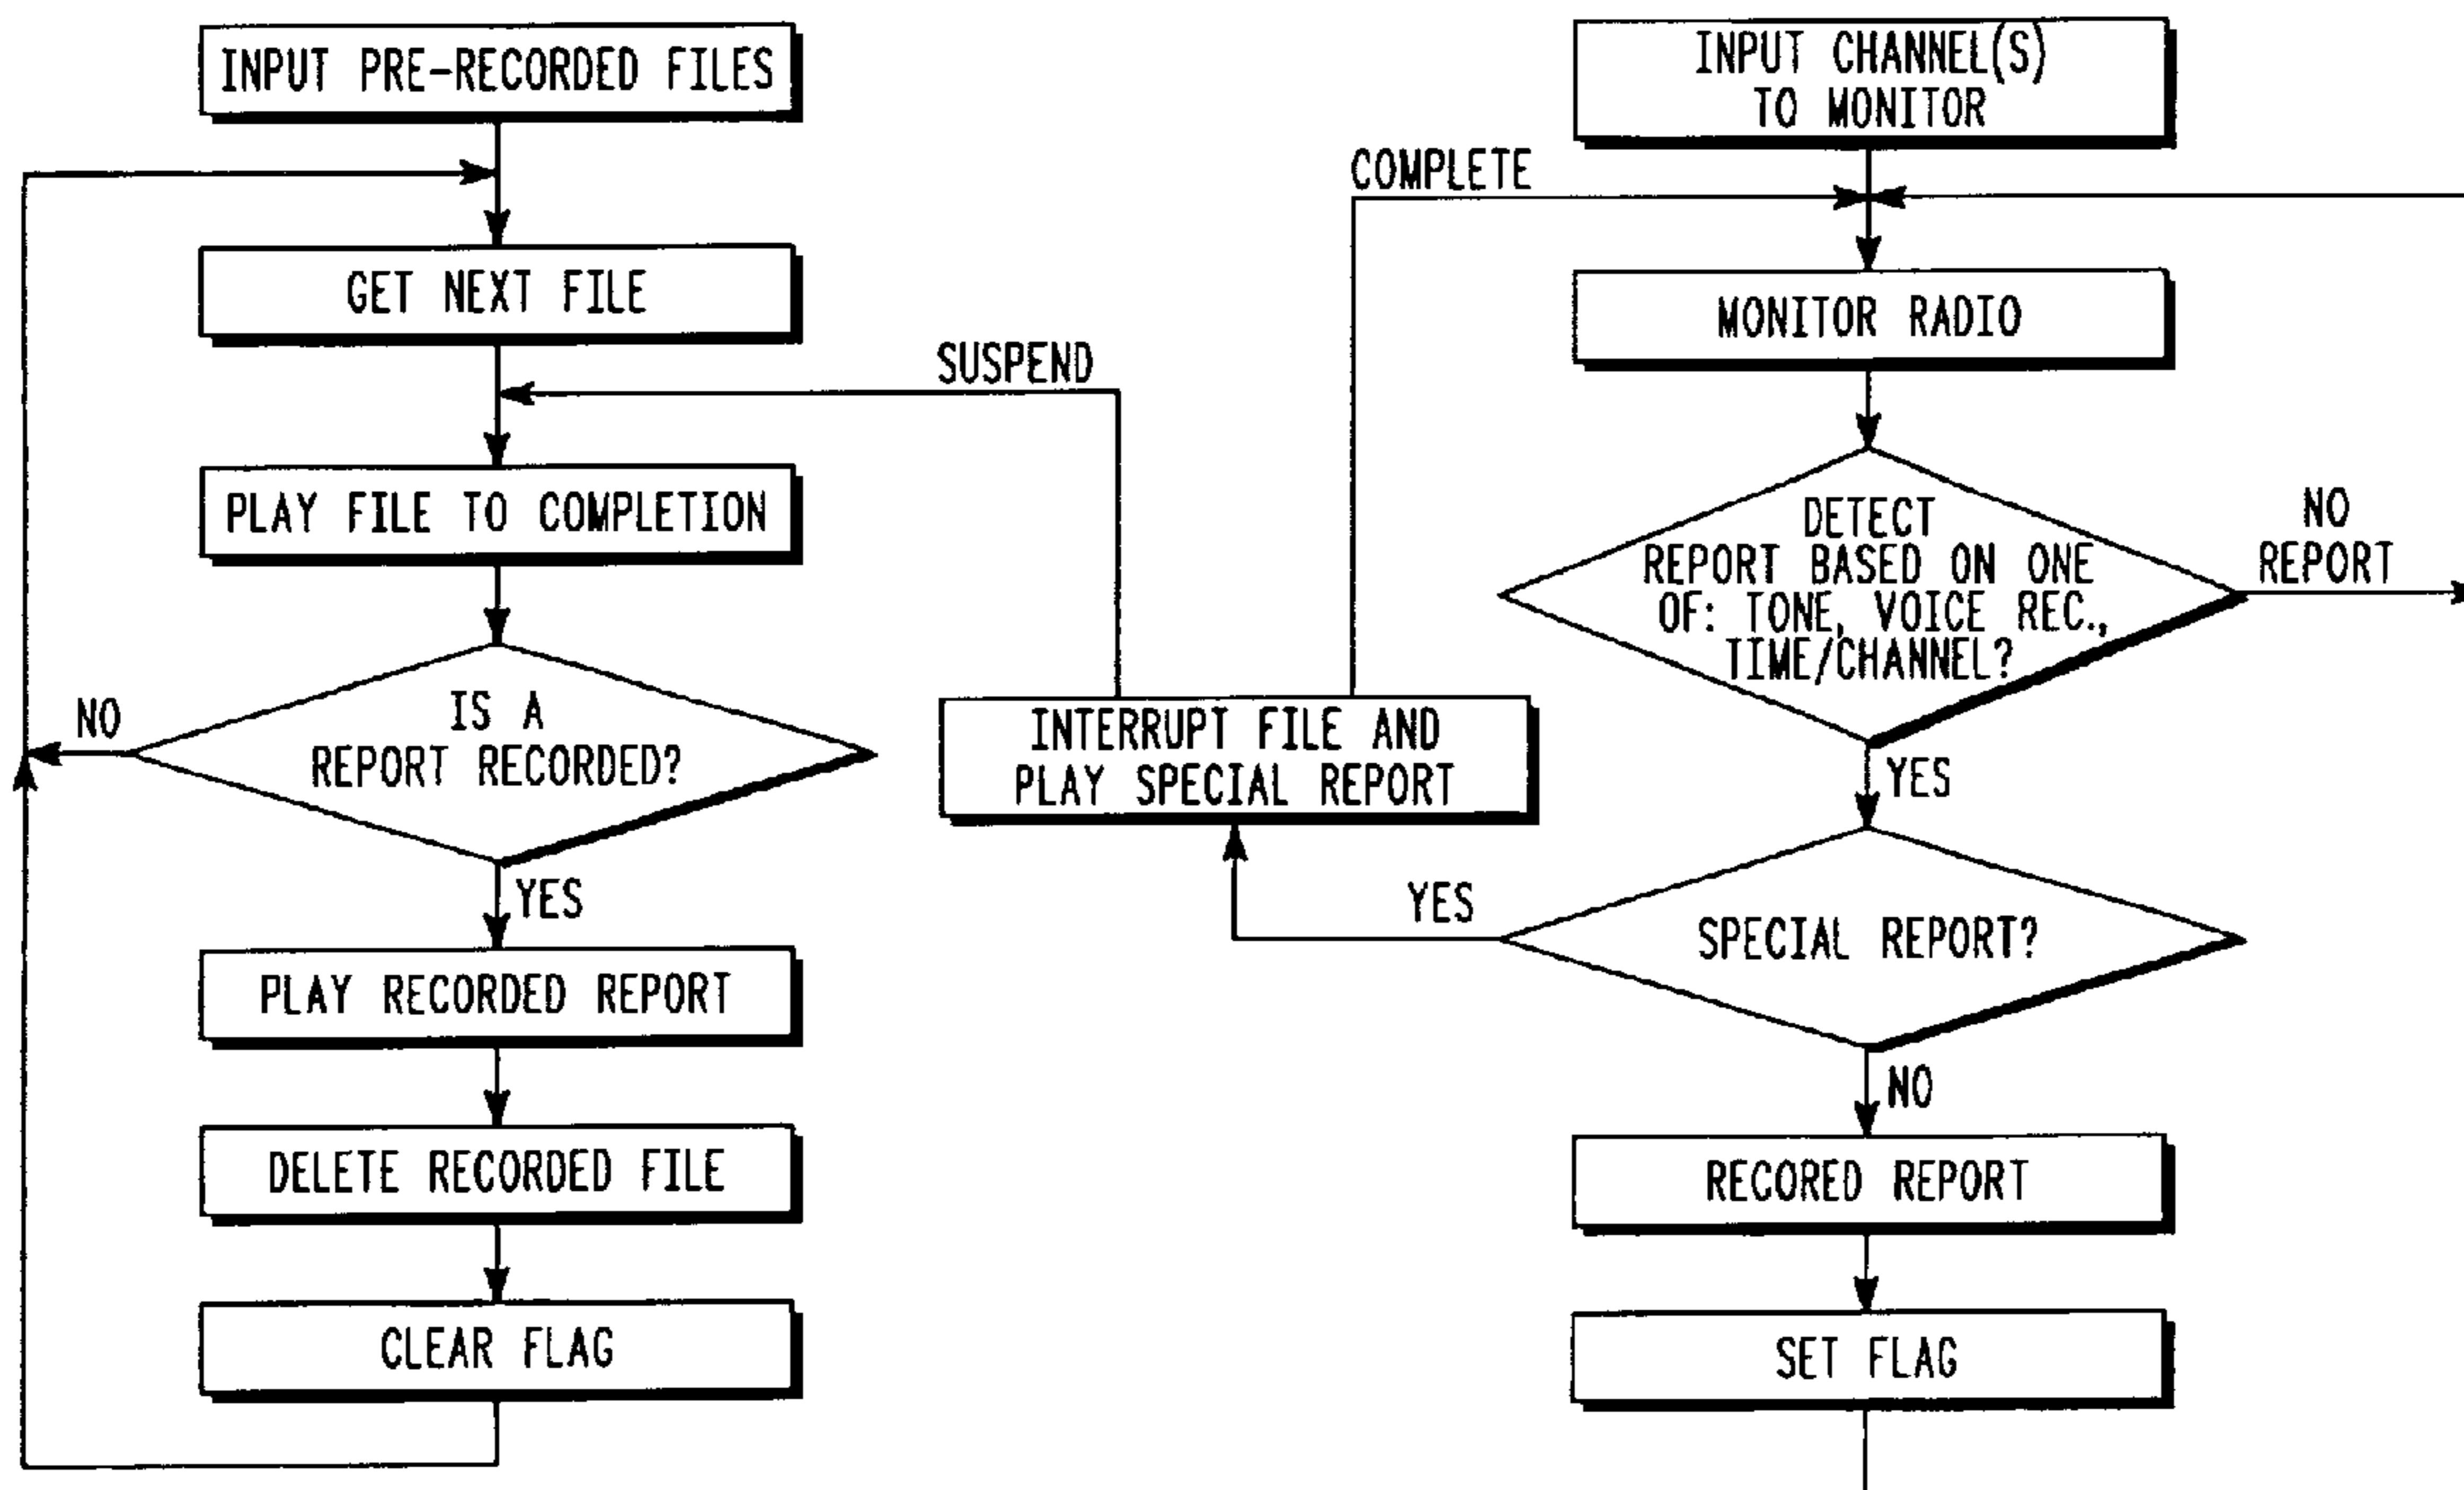 INPUT PRE-RECORDED FILES
GET NEXT FILE
SUSPEND
PLAY FILE TO COMPLETION
IS A
REPORT RECORDED?
NO
YES
PLAY RECORDED REPORT
DELETE RECORDED FILE
CLEAR FLAG
INTERRUPT FILE AND
PLAY SPECIAL REPORT
COMPLETE
INPUT CHANNEL(S)
TO MONITOR
MONITOR RADIO
DETECT
REPORT BASED ON ONE
OF: TONE, VOICE REC.,
TIME/CHANNEL?
NO
REPORT
YES
SPECIAL REPORT?
YES
NO
RECORED REPORT
SET FLAG